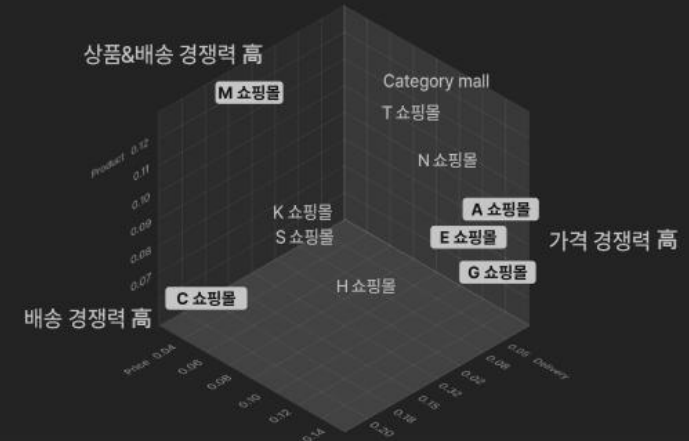 상품&배송 경쟁력 高
M 쇼핑몰
Category mall
T 쇼핑몰
N 쇼핑몰
A 쇼핑몰
E 쇼핑몰
가격 경쟁력 高
G 쇼핑몰
K 쇼핑몰
S 쇼핑몰
H 쇼핑몰
C 쇼핑몰
배송 경쟁력 高
Product 0.12
0.11
0.10
0.09
0.08
0.07
Price 0.04
0.06
0.08
0.10
0.12
0.14
0.05 Delivery
0.08
0.02
0.32
0.15
0.18
0.20